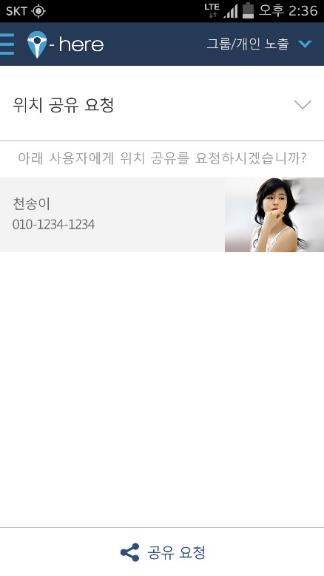 SKT LTE 오후 2:36
i-here 그룹/개인 노출
위치 공유 요청
아래 사용자에게 위치 공유를 요청하시겠습니까?
천송이
010-1234-1234
공유 요청